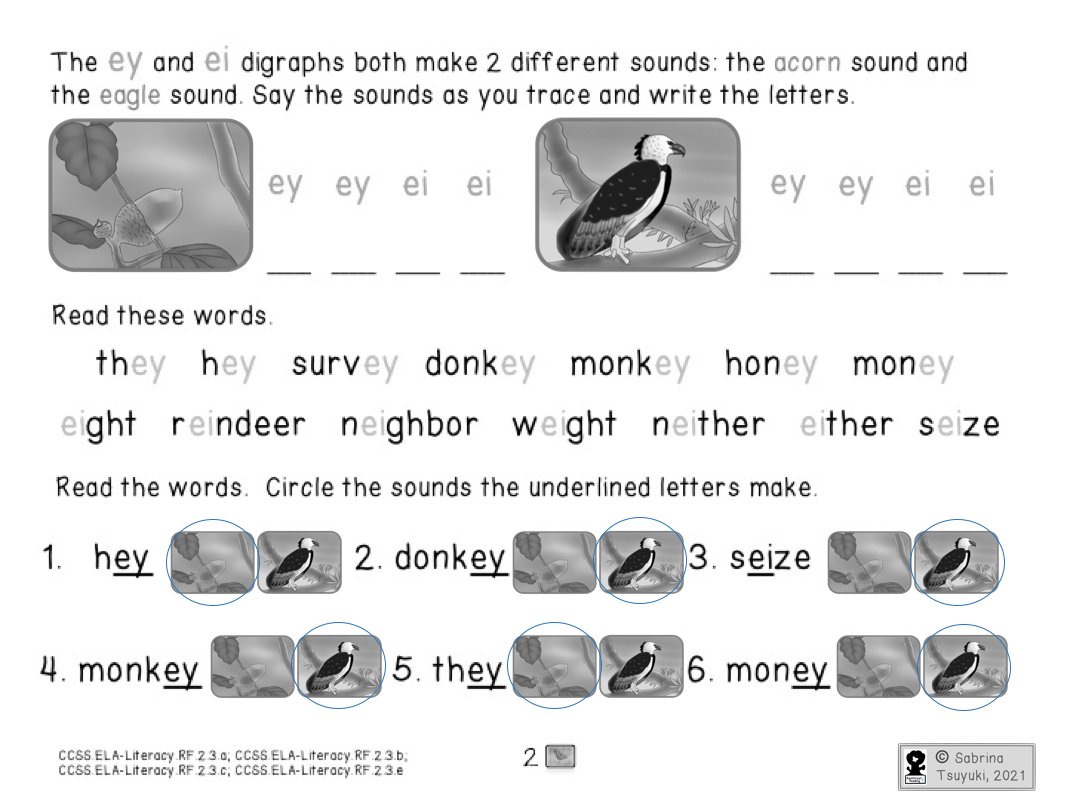 The ey and ei digraphs both make 2 different sounds: the acorn sound and
the eagle sound. Say the sounds as you trace and write the letters.
ey ey ei ei ey ey ei ei
Read these words.
they hey survey donkey monkey honey money
eight reindeer neighbor weight neither either seize
Read the words. Circle the sounds the underlined letters make.
1. hey 2. donkey 3. seize
4. monkey 5. they 6. money
CCSS.ELA-Literacy.RF.2.3.a; CCSS.ELA-Literacy.RF.2.3.b;
CCSS.ELA-Literacy.RF.2.3.c; CCSS.ELA-Literacy.RF.2.3.e
2
© Sabrina
Tsuyuki, 2021